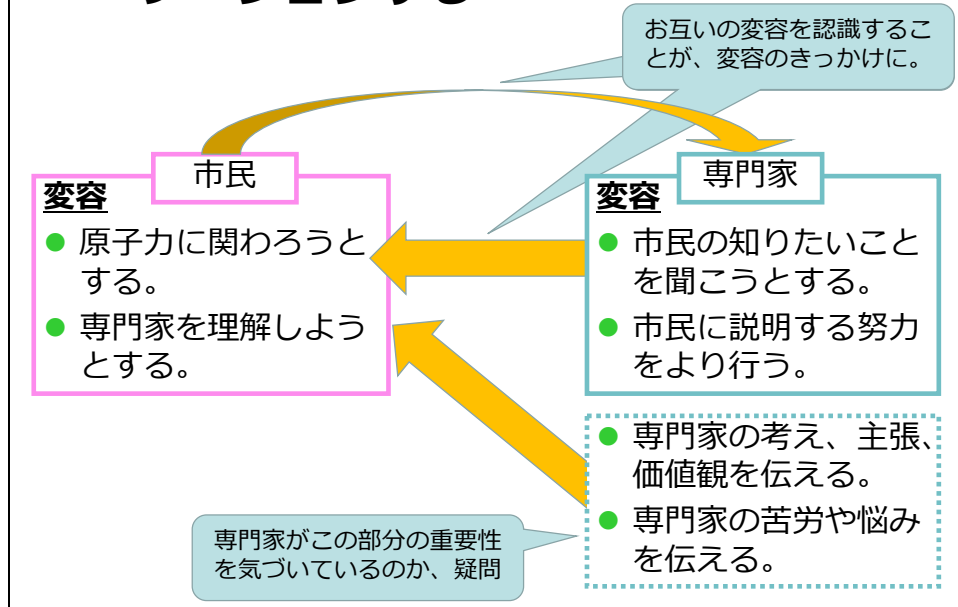 お互いの変容を認識するこ
とが、変容のきっかけに。
市民
変容
● 原子力に関わろうと
する。
● 専門家を理解しよう
とする。
専門家
変容
● 市民の知りたいこと
を聞こうとする。
● 市民に説明する努力
をより行う。
● 専門家の考え、主張、
価値観を伝える。
● 専門家の苦労や悩み
を伝える。
専門家がこの部分の重要性
を気づいているのか、疑問